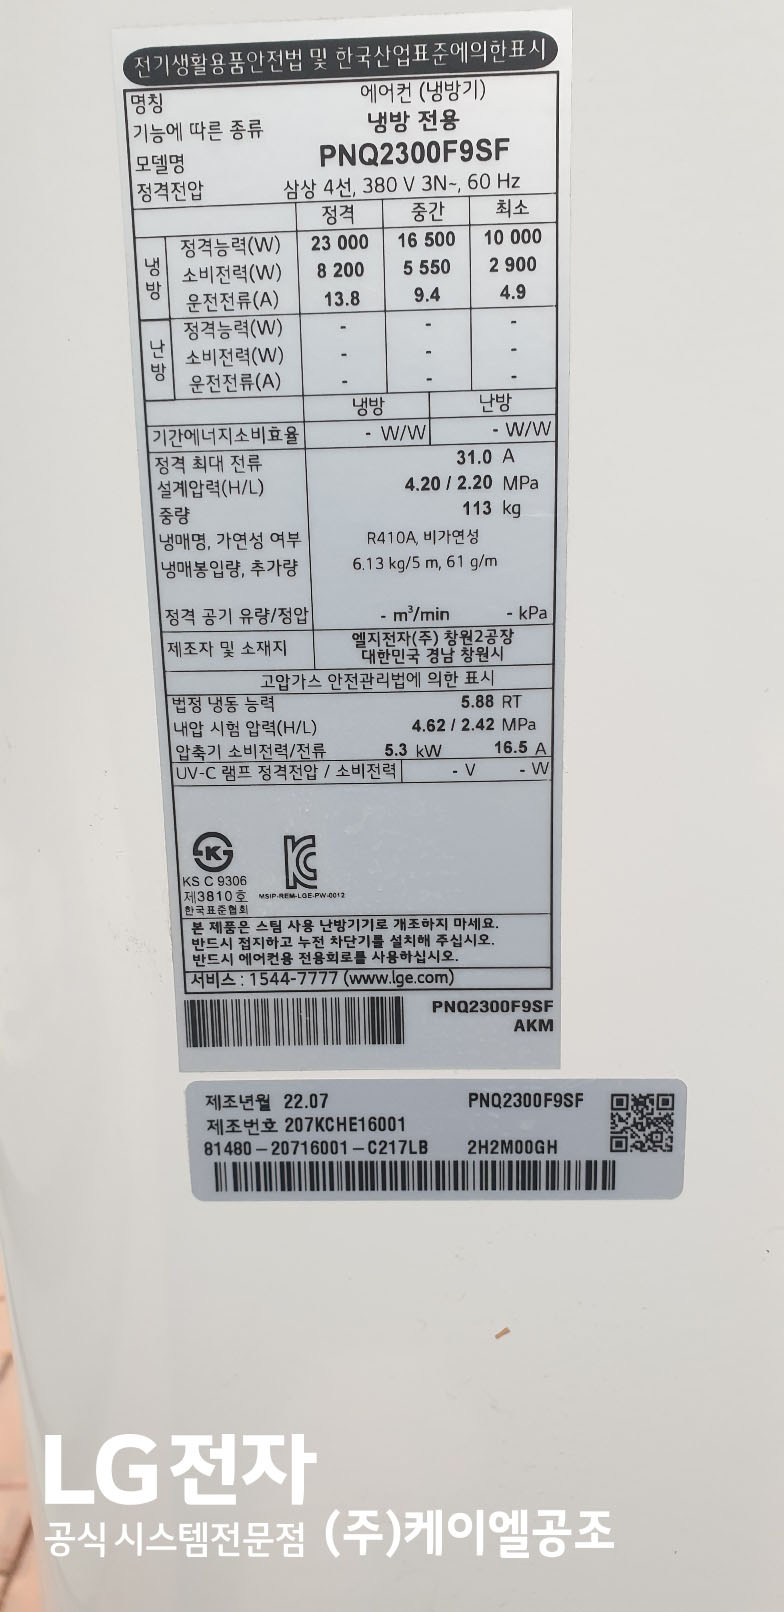 전기생활용품안전법 및 한국산업표준에의한표시
명칭 에어컨 (냉방기)
기능에 따른 종류 냉방 전용
모델명 PNQ2300F9SF
정격전압 삼상 4선, 380 V 3N~, 60 Hz
정격 중간 최소
냉방 정격능력(W) 23 000 16 500 10 000
소비전력(W) 8 200 5 550 2 900
운전전류(A) 13.8 9.4 4.9
난방 정격능력(W) - - -
소비전력(W) - - -
운전전류(A) - - -
냉방 난방
기간에너지소비효율 - W/W - W/W
정격 최대 전류 31.0 A
설계압력(H/L) 4.20 / 2.20 MPa
중량 113 kg
냉매명, 가연성 여부 R410A, 비가연성
냉매봉입량, 추가량 6.13 kg/5 m, 61 g/m
정격 공기 유량/정압 - m³/min - kPa
제조자 및 소재지 엘지전자(주) 창원2공장
대한민국 경남 창원시
고압가스 안전관리법에 의한 표시
법정 냉동 능력 5.88 RT
내압 시험 압력(H/L) 4.62 / 2.42 MPa
압축기 소비전력/전류 5.3 kW 16.5 A
UV-C 램프 정격전압 / 소비전력 - V - W
KS C 9306
제3810호
한국표준협회
MSIP-REM-LGE-PW-0012
본 제품은 스팀 사용 난방기기로 개조하지 마세요.
반드시 접지하고 누전 차단기를 설치해 주십시오.
반드시 에어컨용 전용회로를 사용하십시오.
서비스 : 1544-7777 (www.lge.com)
PNQ2300F9SF
AKM
제조년월 22.07 PNQ2300F9SF
제조번호 207KCHE16001
81480-20716001-C217LB 2H2M00GH
LG전자
공식 시스템전문점 (주)케이엘공조